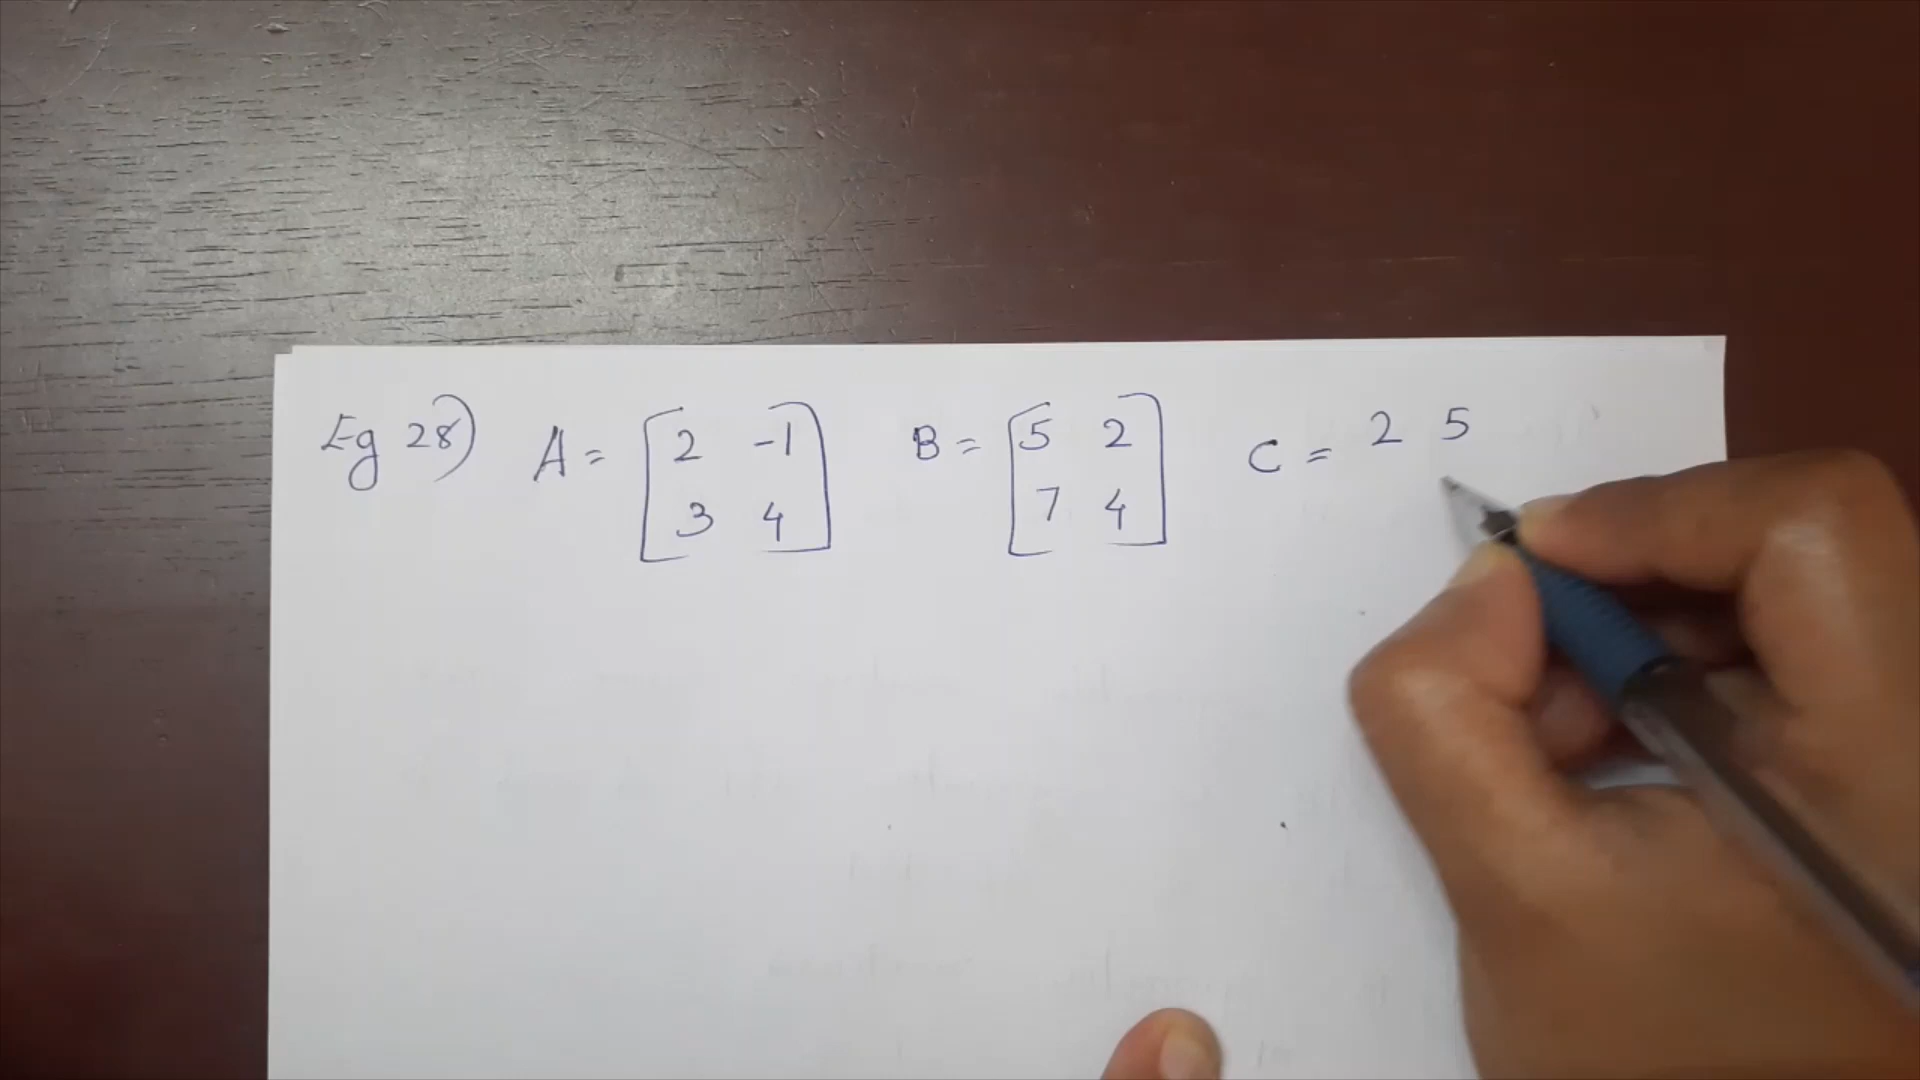 Eg 28) A = [2 -1 B = [5 2 C = 2 5
3 4] 7 4]